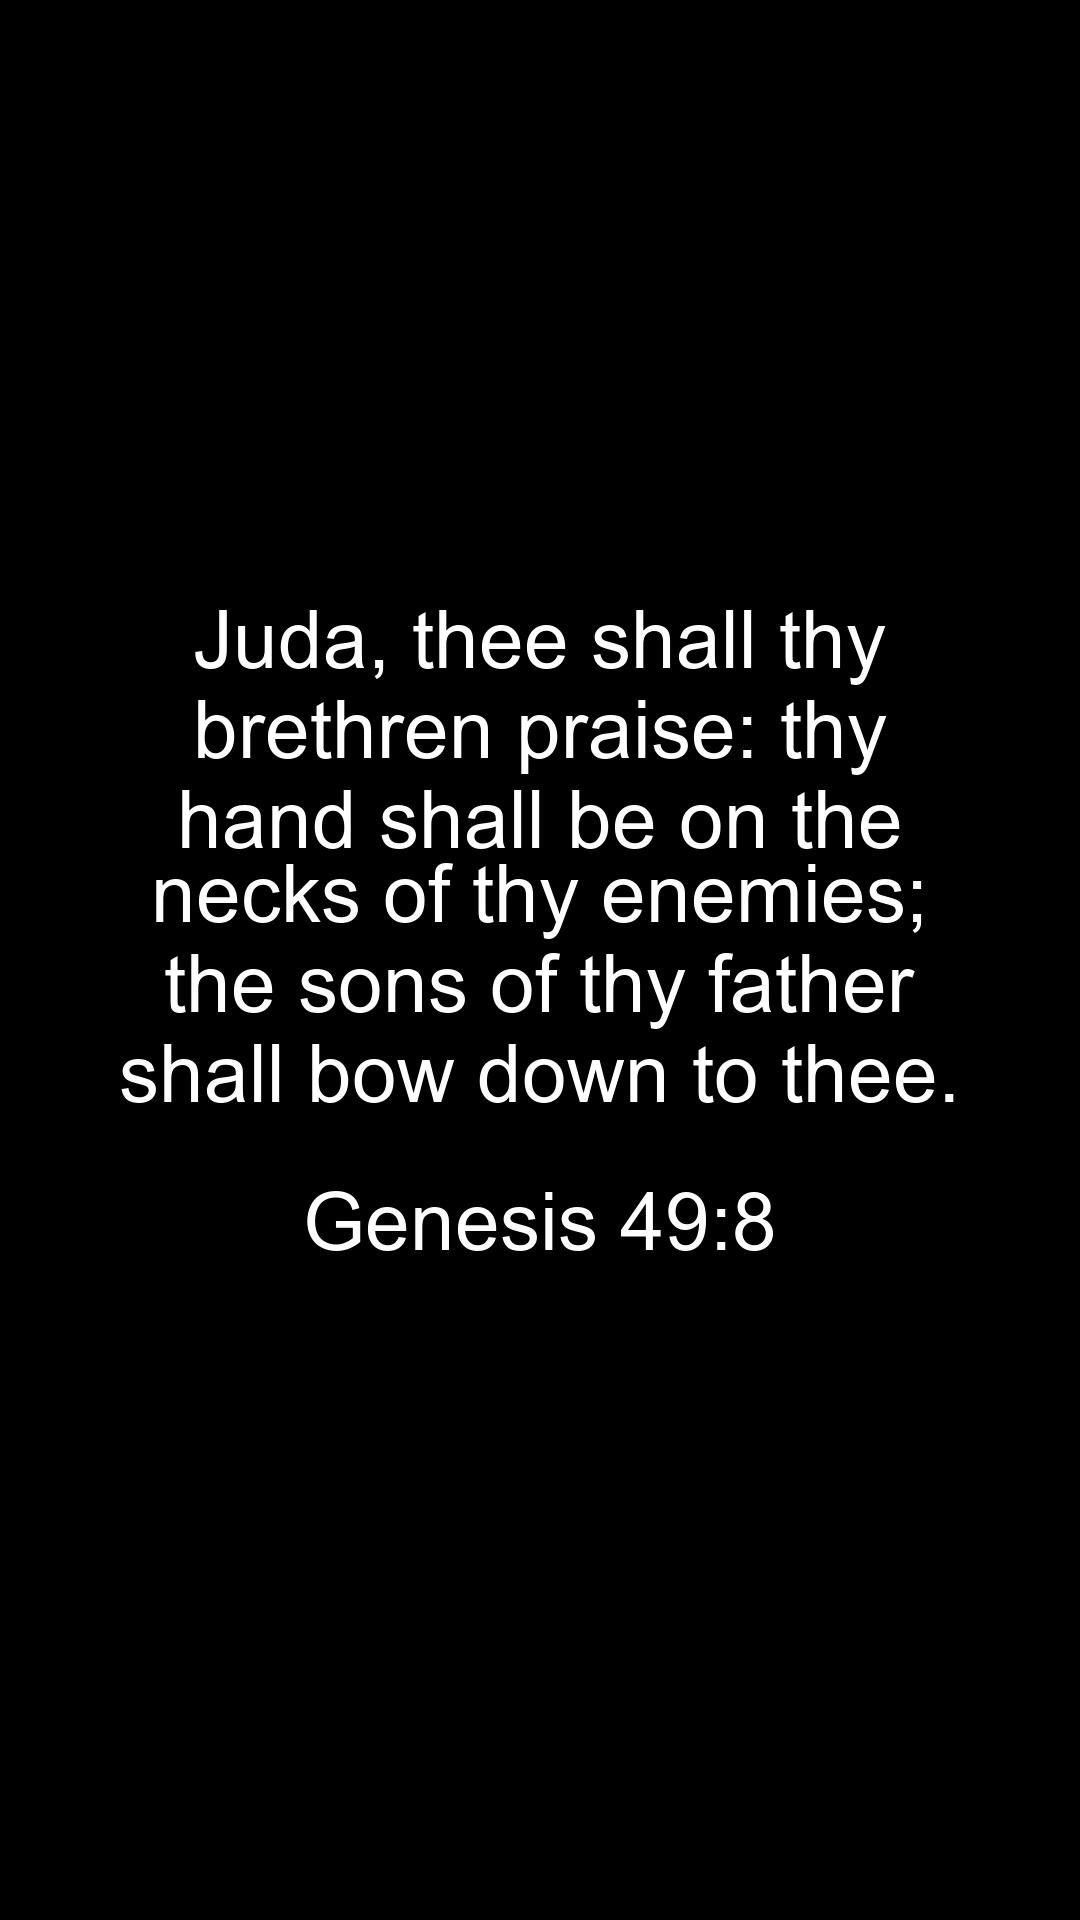 Juda, thee shall thy
brethren praise: thy
hand shall be on the
necks of thy enemies;
the sons of thy father
shall bow down to thee.
Genesis 49:8